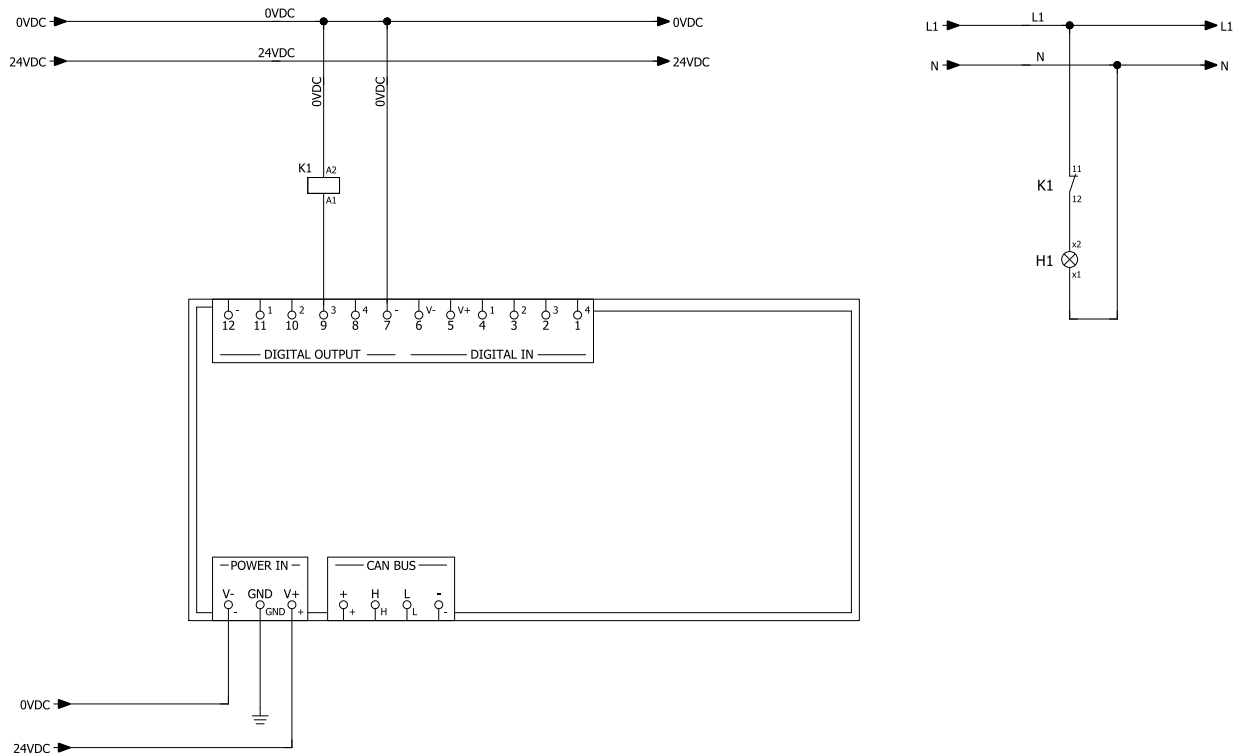 0VDC 0VDC 0VDC
24VDC 24VDC 24VDC
0VDC 0VDC
K1 A2
A1
L1 L1 L1
N N N
K1 11
12
H1 x2
x1
- 1 2 3 4 - V- V+ 1 2 3 4
12 11 10 9 8 7 6 5 4 3 2 1
DIGITAL OUTPUT DIGITAL IN
POWER IN CAN BUS
V- GND V+ + H L -
- GND + + H L -
0VDC
24VDC